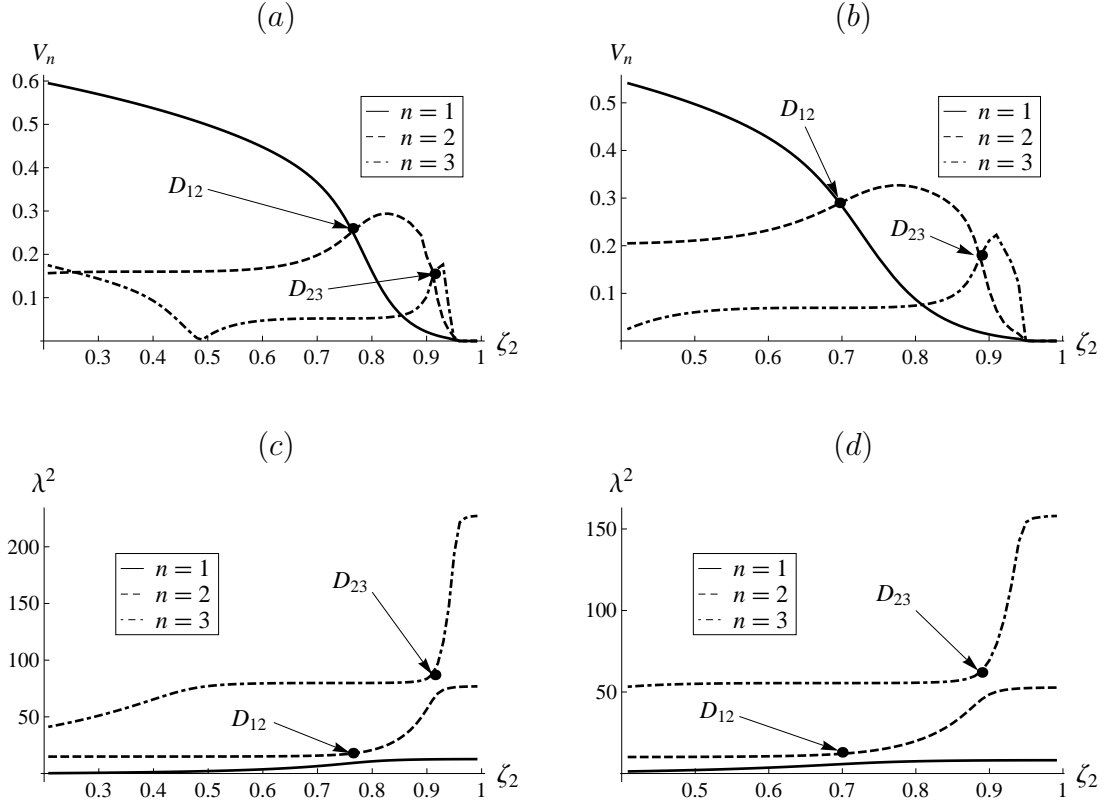 (a)
V_n
0.6
0.5
0.4
0.3
0.2
0.1
n = 1
n = 2
n = 3
D_12
D_23
0.3 0.4 0.5 0.6 0.7 0.8 0.9 1
ζ_2
(b)
V_n
0.5
0.4
0.3
0.2
0.1
n = 1
n = 2
n = 3
D_12
D_23
0.5 0.6 0.7 0.8 0.9 1
ζ_2
(c)
λ^2
200
150
100
50
n = 1
n = 2
n = 3
D_23
D_12
0.3 0.4 0.5 0.6 0.7 0.8 0.9 1
ζ_2
(d)
λ^2
150
100
50
n = 1
n = 2
n = 3
D_23
D_12
0.5 0.6 0.7 0.8 0.9 1
ζ_2